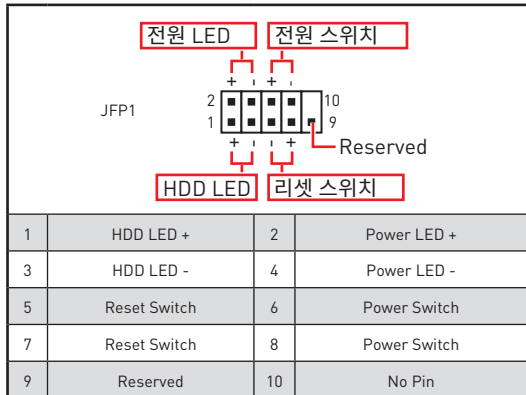 전원 LED 전원 스위치
+ - + -
2 10
JFP1
1 9
+ - - +
Reserved
HDD LED 리셋 스위치
1 HDD LED + 2 Power LED +
3 HDD LED - 4 Power LED -
5 Reset Switch 6 Power Switch
7 Reset Switch 8 Power Switch
9 Reserved 10 No Pin